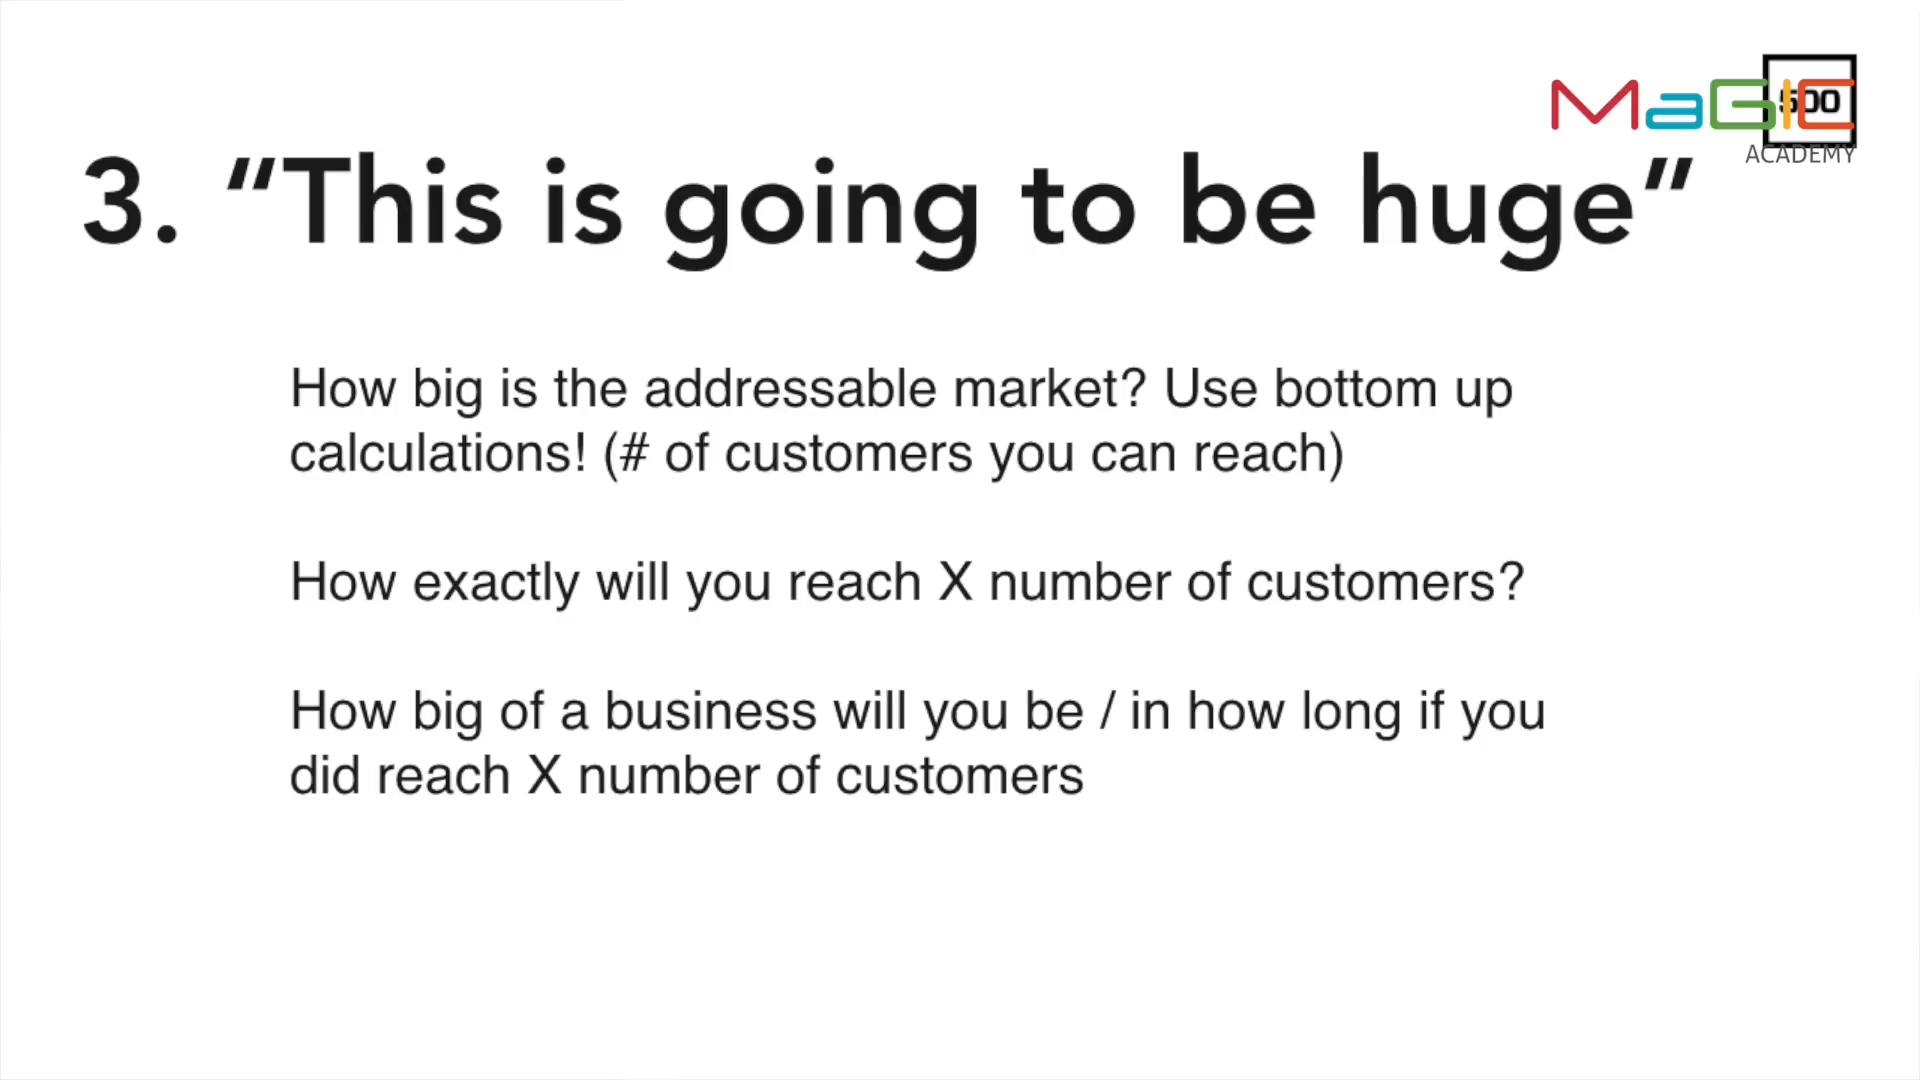 MaGIC
500
ACADEMY
3. “This is going to be huge”
How big is the addressable market? Use bottom up
calculations! (# of customers you can reach)
How exactly will you reach X number of customers?
How big of a business will you be / in how long if you
did reach X number of customers